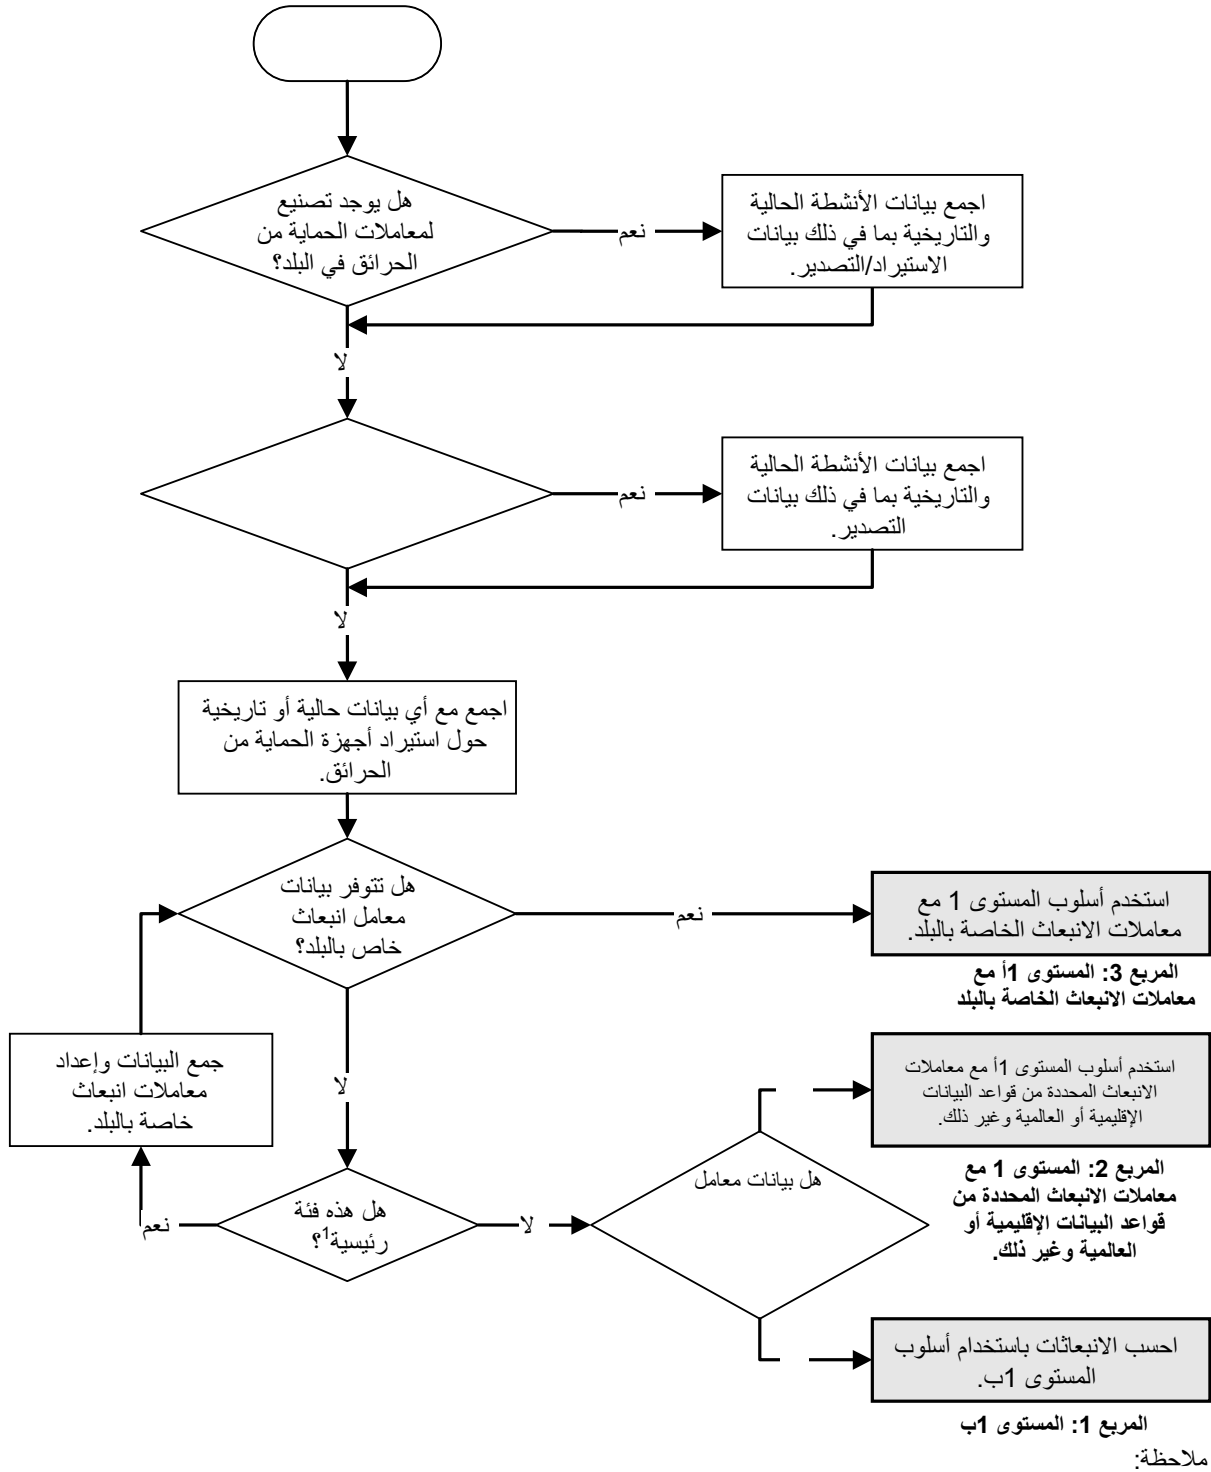 هل يوجد تصنيع
لمعاملات الحماية من
الحرائق في البلد؟
نعم
اجمع بيانات الأنشطة الحالية
والتاريخية بما في ذلك بيانات
الاستيراد/التصدير.
لا
نعم
اجمع بيانات الأنشطة الحالية
والتاريخية بما في ذلك بيانات
التصدير.
لا
اجمع مع أي بيانات حالية أو تاريخية
حول استيراد أجهزة الحماية من
الحرائق.
هل تتوفر بيانات
معامل انبعاث
خاص بالبلد؟
نعم
استخدم أسلوب المستوى 1 مع
معاملات الانبعاث الخاصة بالبلد.
المربع 3: المستوى 1أ مع
معاملات الانبعاث الخاصة بالبلد
جمع البيانات وإعداد
معاملات انبعاث
خاصة بالبلد.
لا
استخدم أسلوب المستوى 1أ مع معاملات
الانبعاث المحددة من قواعد البيانات
الإقليمية أو العالمية وغير ذلك.
المربع 2: المستوى 1 مع
معاملات الانبعاث المحددة من
قواعد البيانات الإقليمية أو
العالمية وغير ذلك.
هل هذه فئة
رئيسية1؟
نعم
لا
هل بيانات معامل
احسب الانبعاثات باستخدام أسلوب
المستوى 1ب.
المربع 1: المستوى 1ب
ملاحظة: